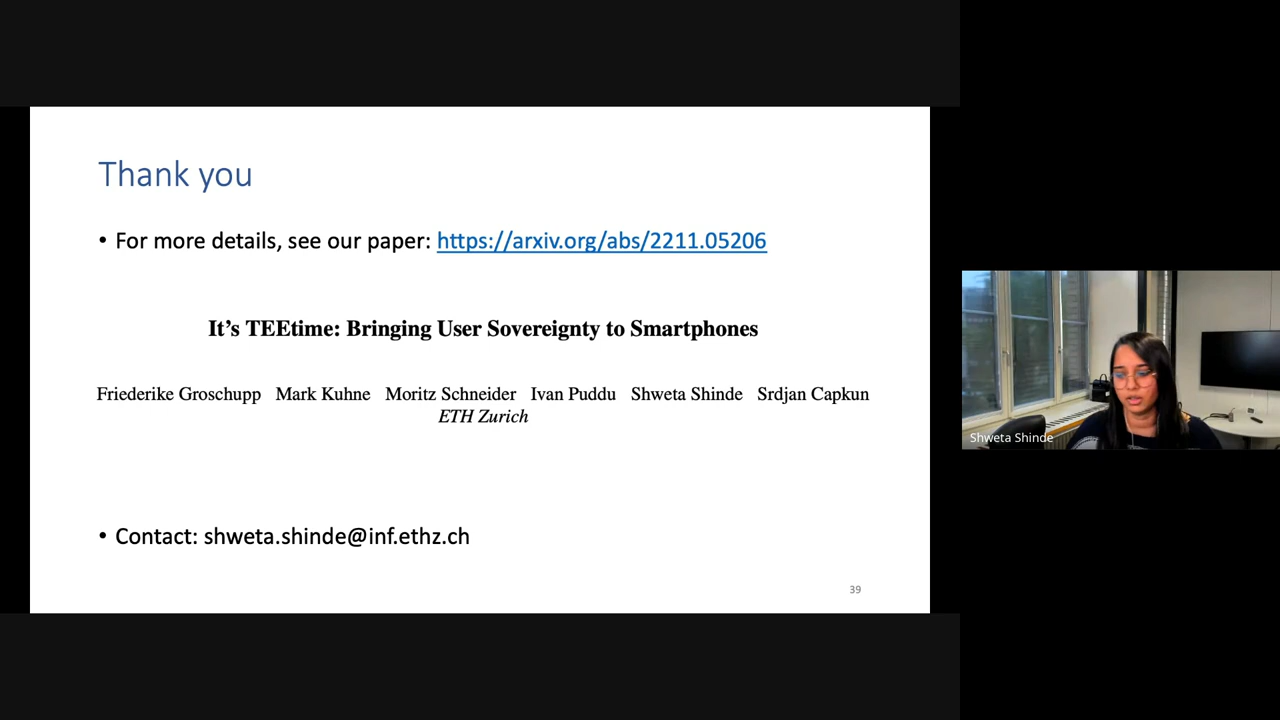 Thank you
• For more details, see our paper: https://arxiv.org/abs/2211.05206
It's TEEtime: Bringing User Sovereignty to Smartphones
Friederike Groschupp Mark Kuhne Moritz Schneider Ivan Puddu Shweta Shinde Srdjan Capkun
ETH Zurich
• Contact: shweta.shinde@inf.ethz.ch
39
Shweta Shinde